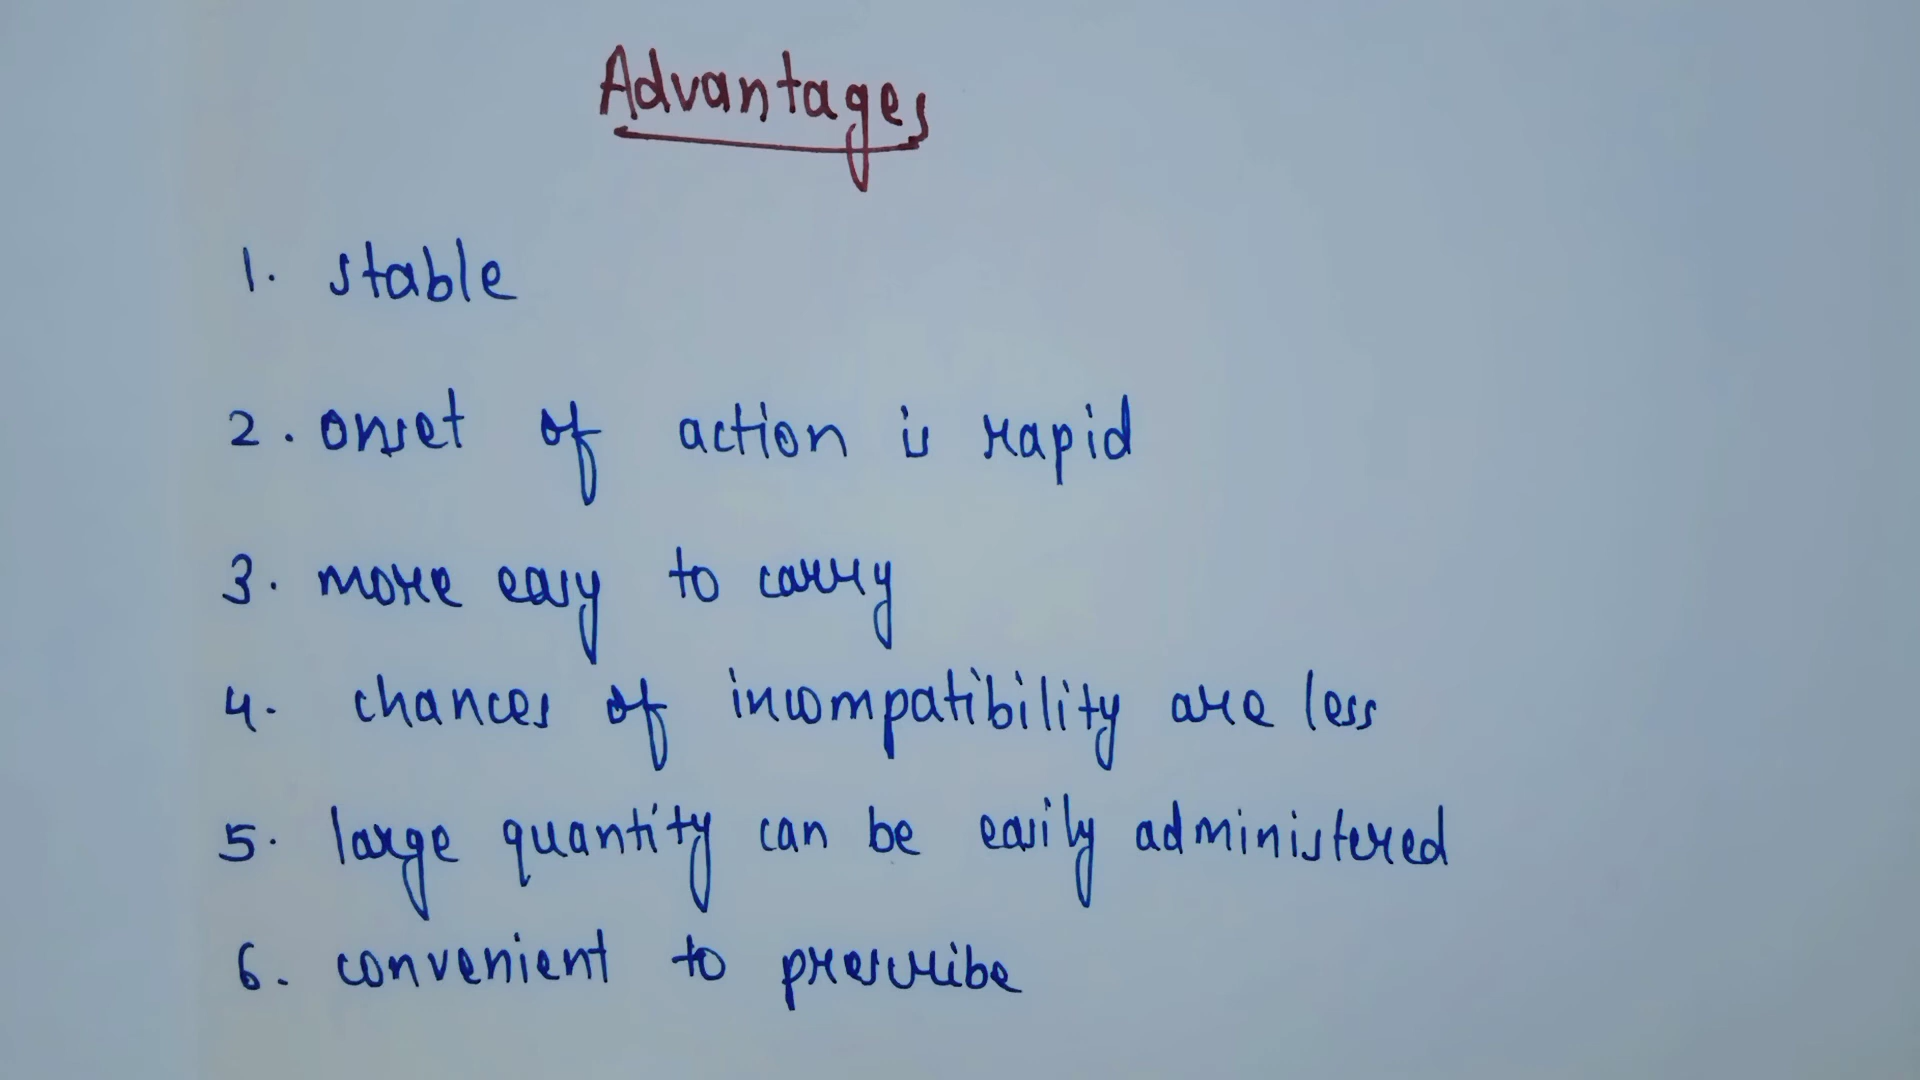 Advantages
1. stable
2. onset of action is rapid
3. more easy to carry
4. chances of incompatibility are less
5. large quantity can be easily administered
6. convenient to prescribe